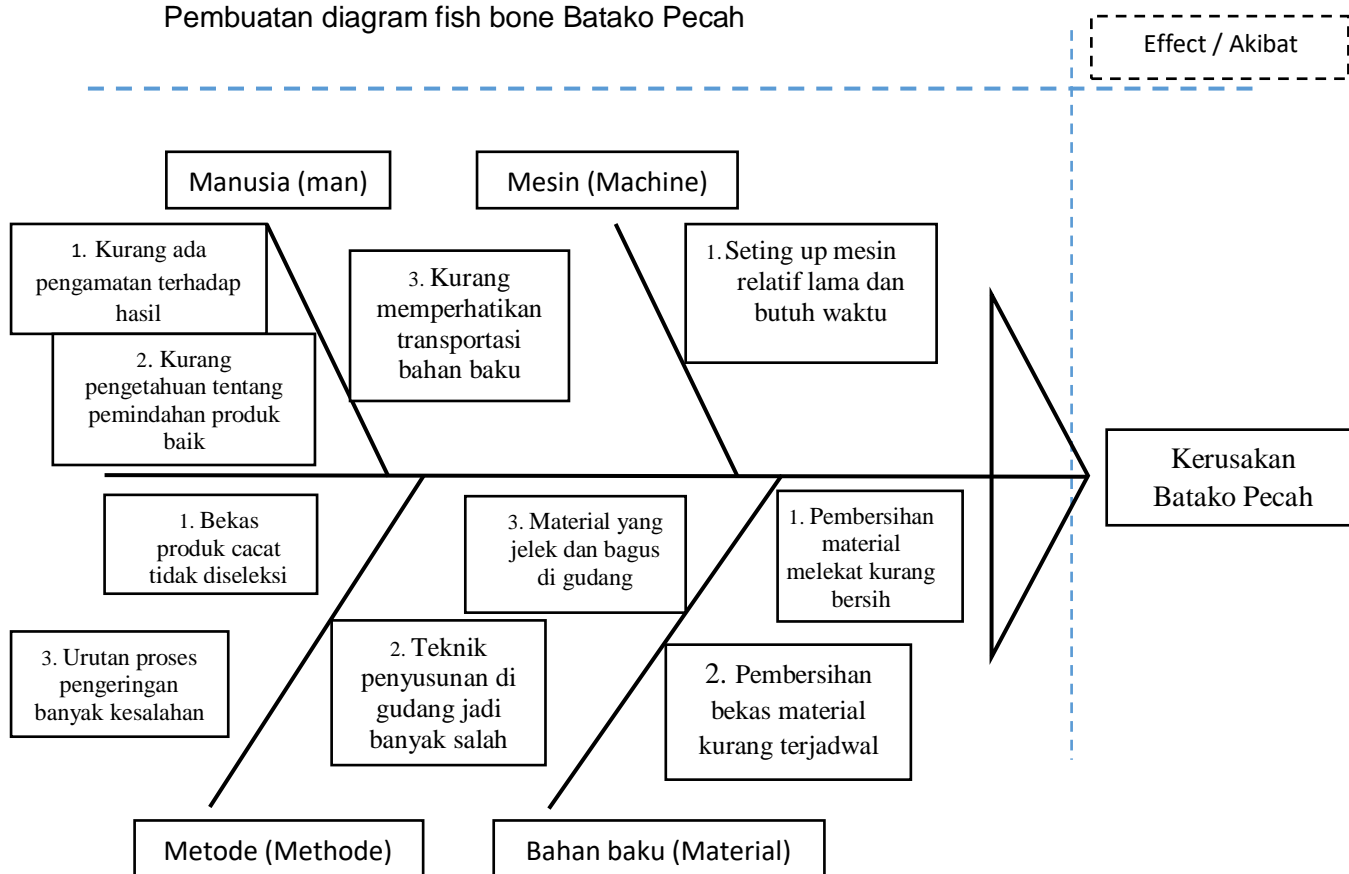 Pembuatan diagram fish bone Batako Pecah
Effect / Akibat
Manusia (man)
Mesin (Machine)
1. Kurang ada
pengamatan terhadap
hasil
2. Kurang
pengetahuan tentang
pemindahan produk
baik
3. Kurang
memperhatikan
transportasi
bahan baku
1. Seting up mesin
relatif lama dan
butuh waktu
Kerusakan
Batako Pecah
1. Bekas
produk cacat
tidak diseleksi
3. Urutan proses
pengeringan
banyak kesalahan
2. Teknik
penyusunan di
gudang jadi
banyak salah
3. Material yang
jelek dan bagus
di gudang
1. Pembersihan
material
melekat kurang
bersih
2. Pembersihan
bekas material
kurang terjadwal
Metode (Methode)
Bahan baku (Material)